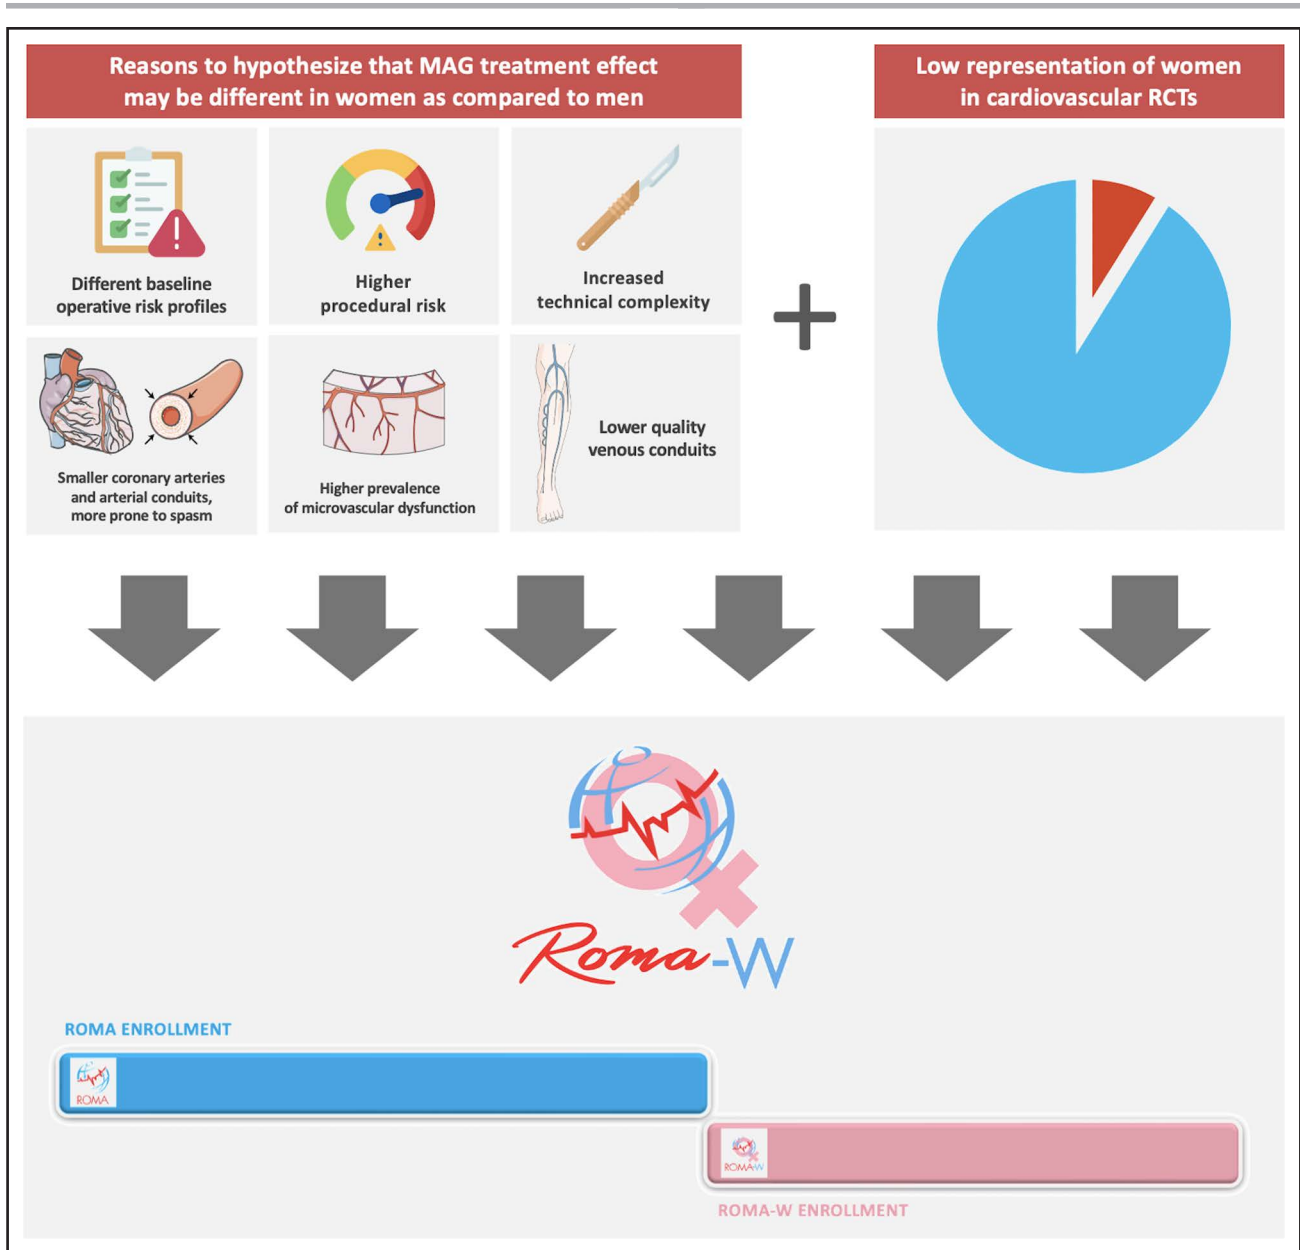 Reasons to hypothesize that MAG treatment effect
may be different in women as compared to men
Low representation of women
in cardiovascular RCTs
Different baseline
operative risk profiles
Higher
procedural risk
Increased
technical complexity
Smaller coronary arteries
and arterial conduits,
more prone to spasm
Higher prevalence
of microvascular dysfunction
Lower quality
venous conduits
Roma-W
ROMA ENROLLMENT
ROMA
ROMA-W
ROMA-W ENROLLMENT